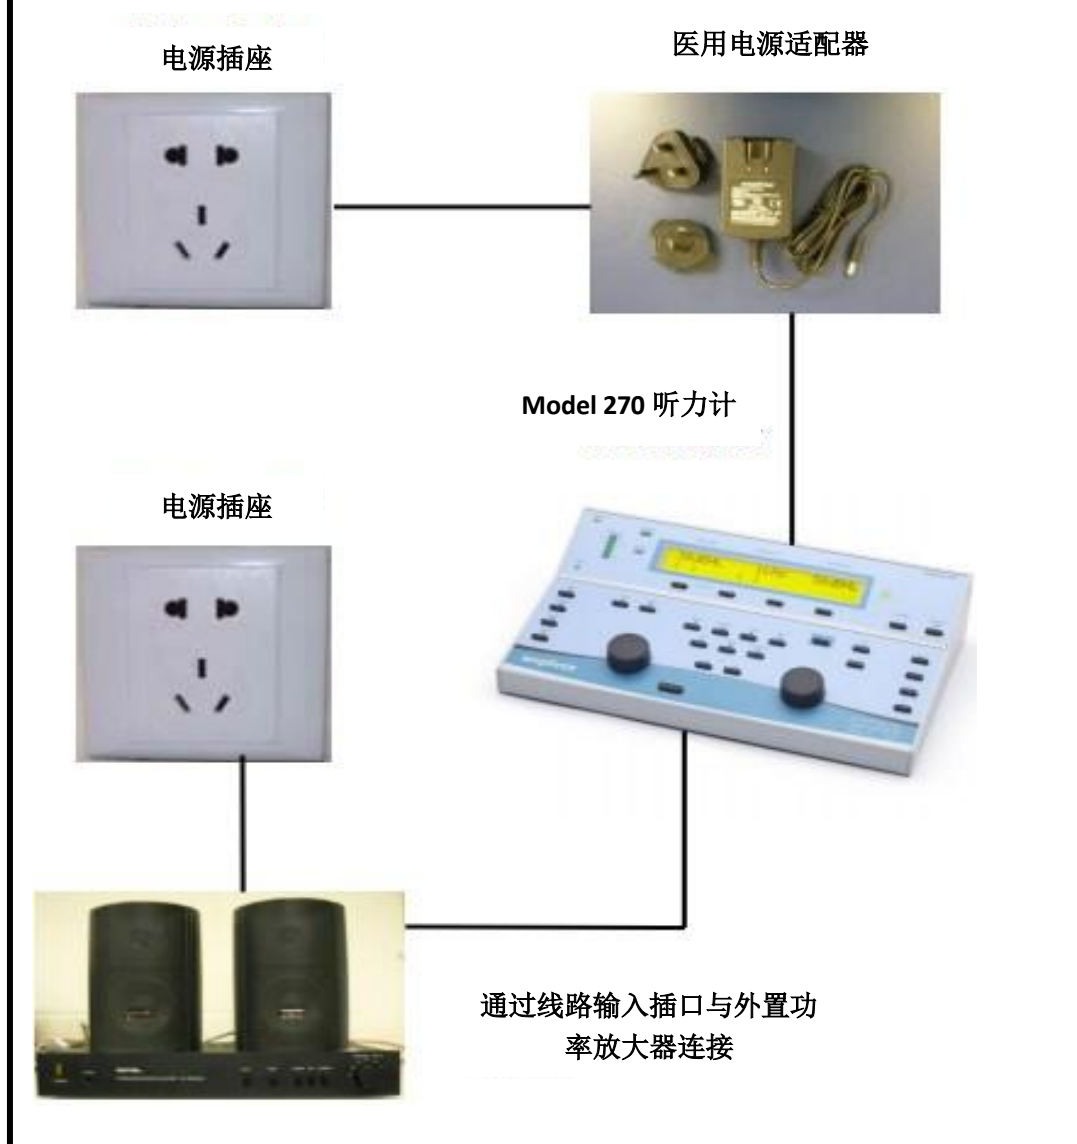 电源插座
医用电源适配器
Model 270 听力计
电源插座
通过线路输入插口与外置功
率放大器连接